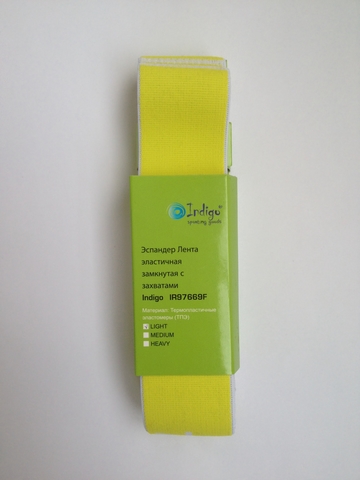 Indigo
sporting goods
Эспандер Лента
эластичная
замкнутая с
захватами
Indigo IR97669F
Материал: Термопластичные
эластомеры (ТПЭ)
LIGHT
MEDIUM
HEAVY